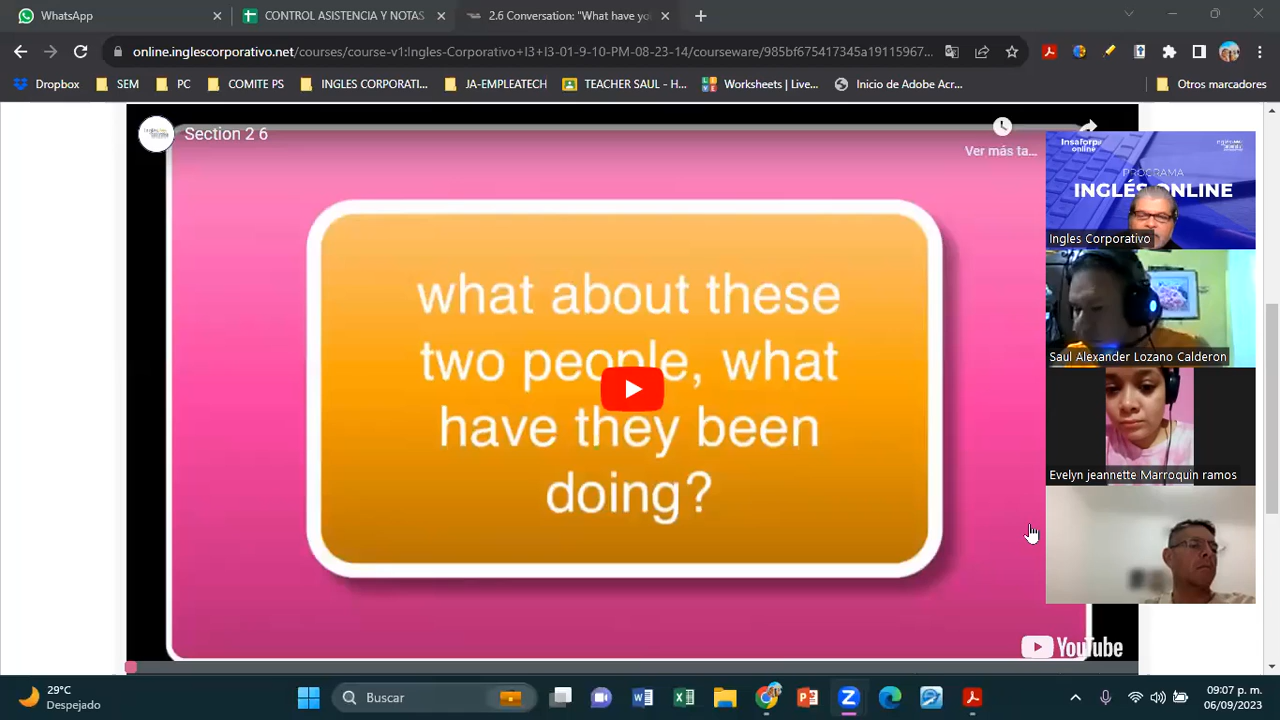 WhatsApp
CONTROL ASISTENCIA Y NOTAS
2.6 Conversation: "What have yo
online.inglescorporativo.net/courses/course-v1:Ingles-Corporativo+I3+I3-01-9-10-PM-08-23-14/courseware/985bf675417345a19115967...
Dropbox
SEM
PC
COMITE PS
INGLES CORPORATI...
JA-EMPLEATECH
TEACHER SAUL - H...
Worksheets | Live...
Inicio de Adobe Acr...
Otros marcadores
Section 2 6
Ver más ta...
what about these
two people, what
have they been
doing?
YouTube
Insaforp
online
PROGRAMA
INGLÉS ONLINE
Ingles Corporativo
Saul Alexander Lozano Calderon
Evelyn jeannette Marroquin ramos
29°C
Despejado
Buscar
09:07 p. m.
06/09/2023